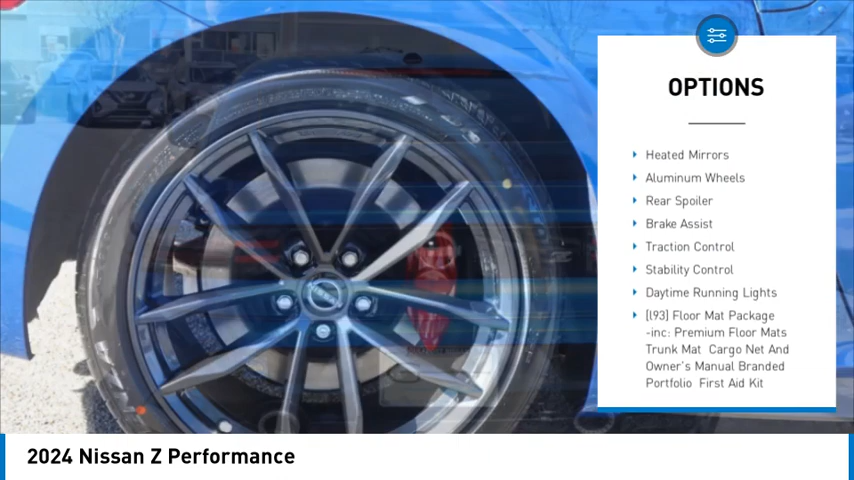 OPTIONS
Heated Mirrors
Aluminum Wheels
Rear Spoiler
Brake Assist
Traction Control
Stability Control
Daytime Running Lights
[L93] Floor Mat Package
-inc: Premium Floor Mats
Trunk Mat Cargo Net And
Owner's Manual Branded
Portfolio First Aid Kit
2024 Nissan Z Performance